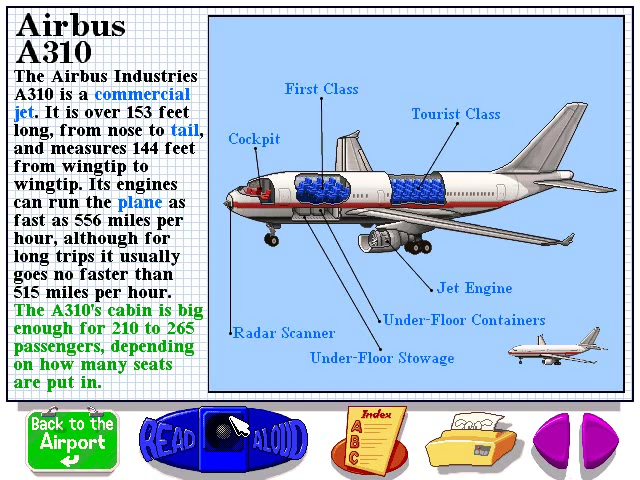 Airbus
A310
The Airbus Industries
A310 is a commercial
jet. It is over 153 feet
long, from nose to tail,
and measures 144 feet
from wingtip to
wingtip. Its engines
can run the plane as
fast as 556 miles per
hour, although for
long trips it usually
goes no faster than
515 miles per hour.
The A310's cabin is big
enough for 210 to 265
passengers, depending
on how many seats
are put in.
First Class
Tourist Class
Cockpit
Jet Engine
Under-Floor Containers
Radar Scanner
Under-Floor Stowage
Back to the
Airport
READ ALOUD
Index
A
B
C